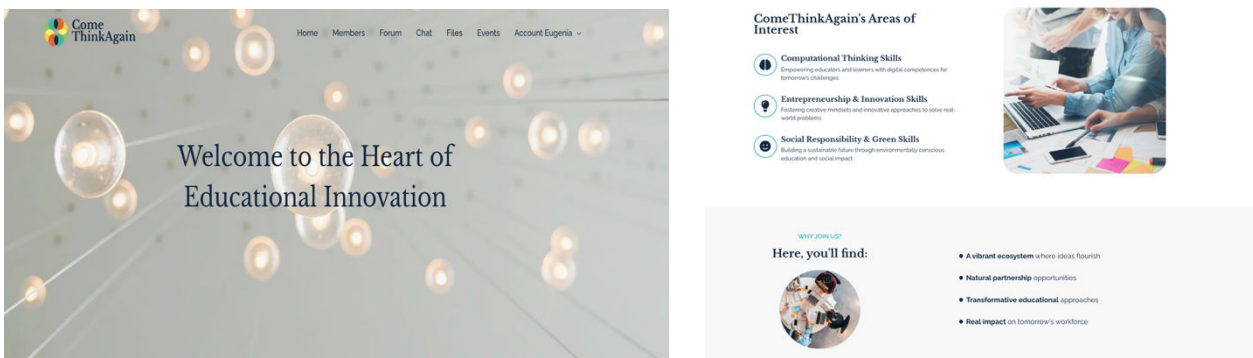 Come
ThinkAgain
Home Members Forum Chat Files Events Account Eugenia
Welcome to the Heart of
Educational Innovation
ComeThinkAgain's Areas of
Interest
Computational Thinking Skills
Empowering educators and learners with digital competences for
tomorrow's challenges
Entrepreneurship & Innovation Skills
Fostering creative mindsets and innovative approaches to solve real-
world problems
Social Responsibility & Green Skills
Building a sustainable future through environmentally conscious
education and social impact
WHY JOIN US?
Here, you'll find:
A vibrant ecosystem where ideas flourish
Natural partnership opportunities
Transformative educational approaches
Real impact on tomorrow's workforce